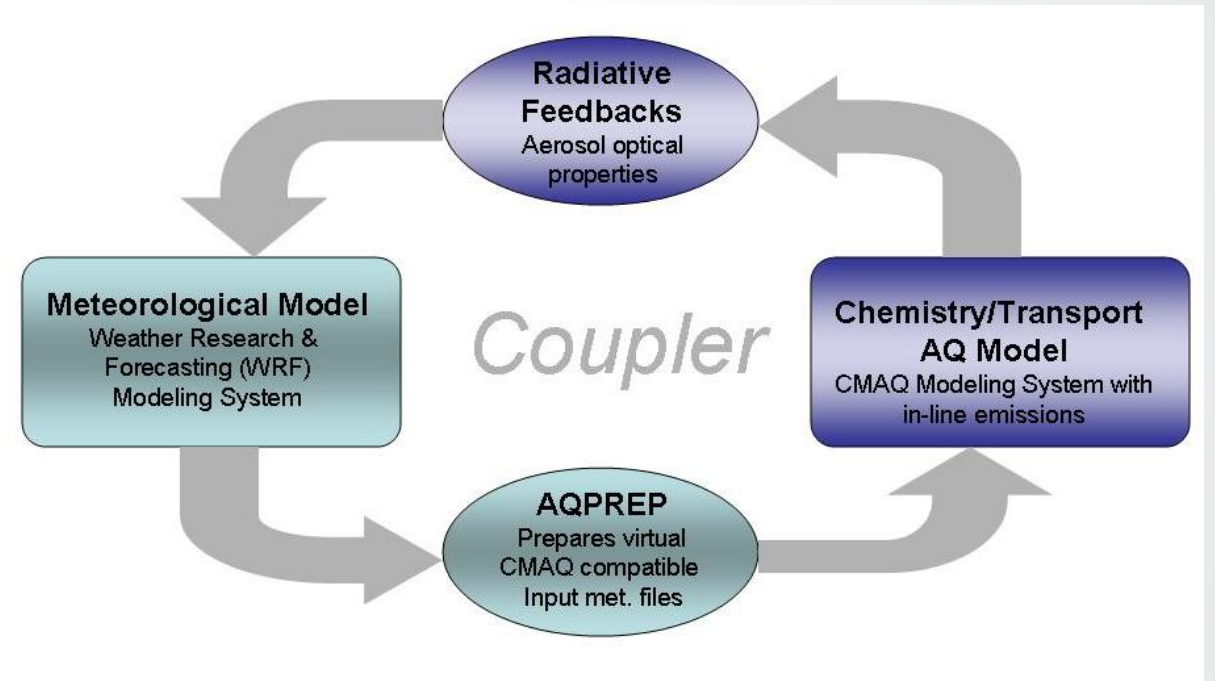 Radiative
Feedbacks
Aerosol optical
properties
Meteorological Model
Weather Research &
Forecasting (WRF)
Modeling System
Coupler
Chemistry/Transport
AQ Model
CMAQ Modeling System with
in-line emissions
AQPREP
Prepares virtual
CMAQ compatible
Input met. files